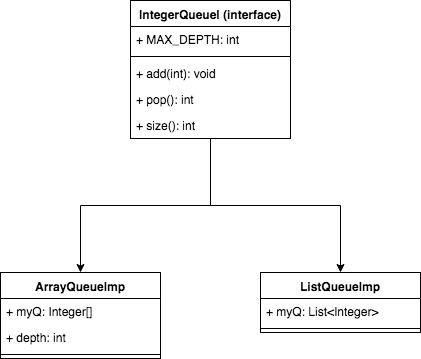 IntegerQueueI (interface)
+ MAX_DEPTH: int
+ add(int): void
+ pop(): int
+ size(): int
ArrayQueueImp
+ myQ: Integer[]
+ depth: int
ListQueueImp
+ myQ: List<Integer>